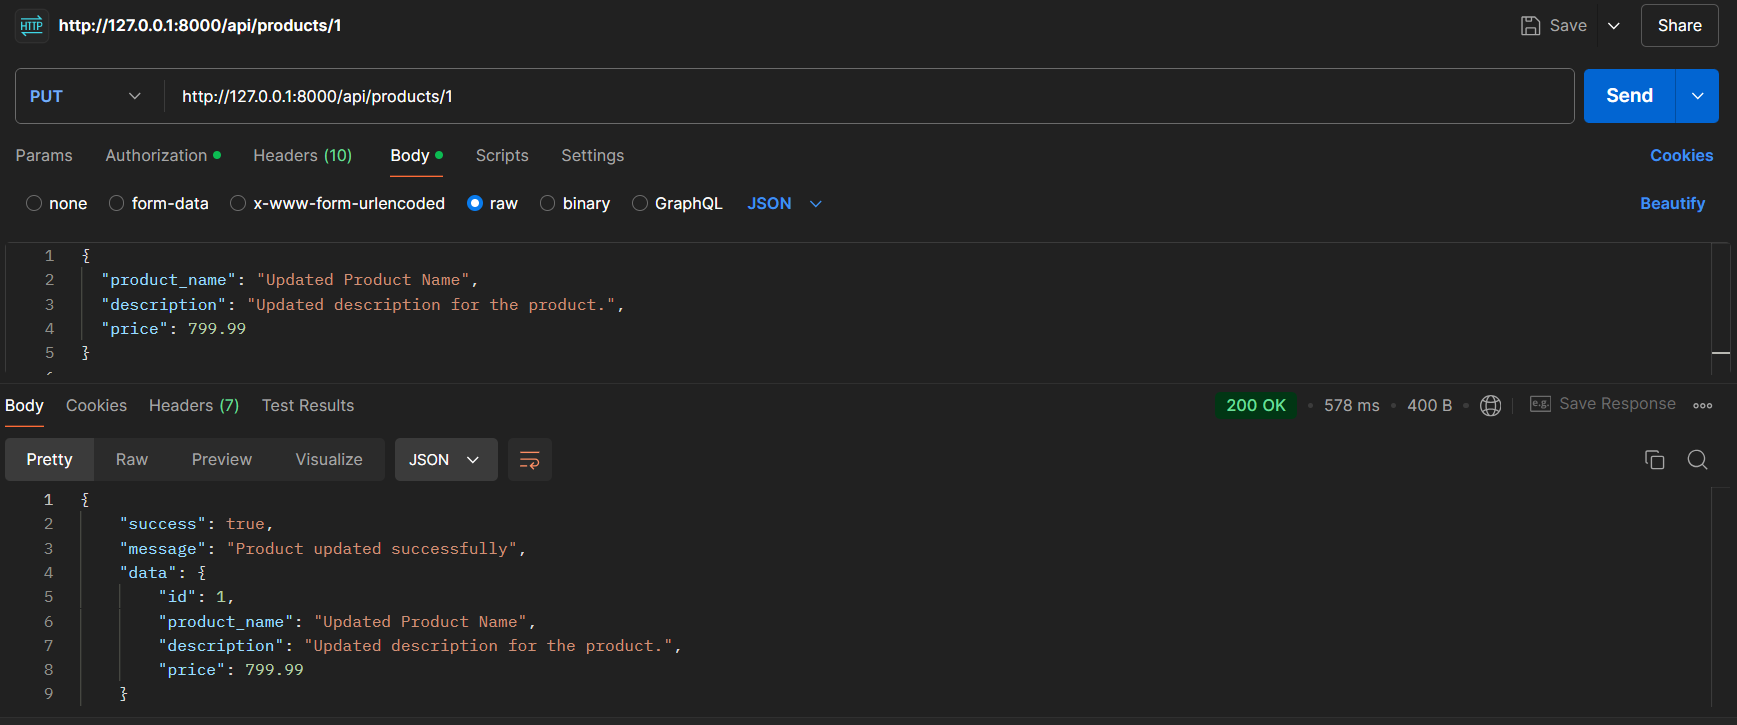 HTTP http://127.0.0.1:8000/api/products/1 Save Share
PUT http://127.0.0.1:8000/api/products/1 Send
Params Authorization Headers (10) Body Scripts Settings Cookies
none form-data x-www-form-urlencoded raw binary GraphQL JSON Beautify
1 {
2 "product_name": "Updated Product Name",
3 "description": "Updated description for the product.",
4 "price": 799.99
5 }
Body Cookies Headers (7) Test Results 200 OK • 578 ms • 400 B • e.g. Save Response
Pretty Raw Preview Visualize JSON
1 {
2 "success": true,
3 "message": "Product updated successfully",
4 "data": {
5 "id": 1,
6 "product_name": "Updated Product Name",
7 "description": "Updated description for the product.",
8 "price": 799.99
9 }